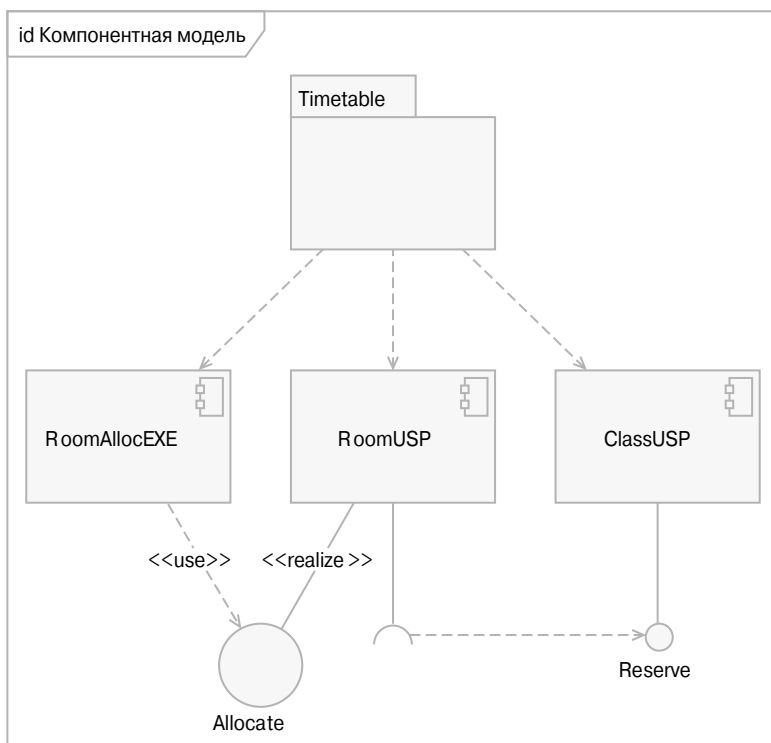 id Компонентная модель
Timetable
RoomAllocEXE
RoomUSP
ClassUSP
<<use>>
<<realize >>
Reserve
Allocate